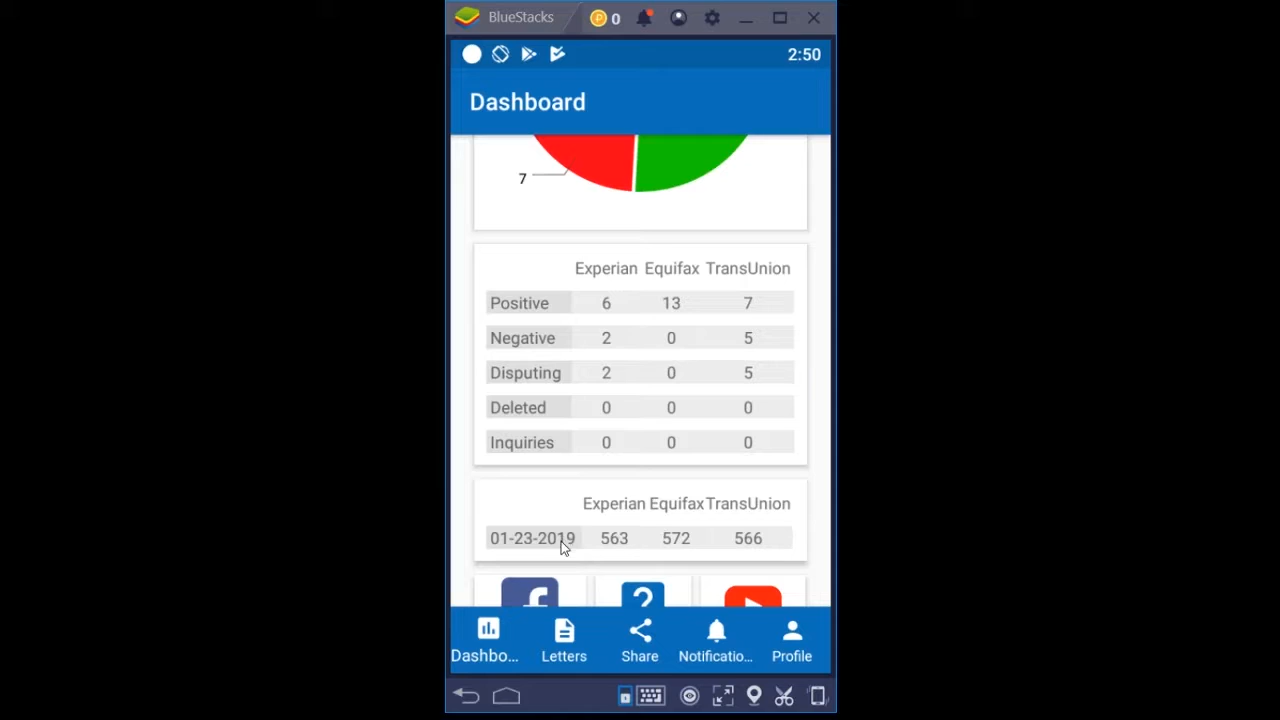 BlueStacks 0
2:50
Dashboard
7
Experian Equifax TransUnion
Positive 6 13 7
Negative 2 0 5
Disputing 2 0 5
Deleted 0 0 0
Inquiries 0 0 0
Experian Equifax TransUnion
01-23-2019 563 572 566
f ?
Dashbo... Letters Share Notificatio... Profile